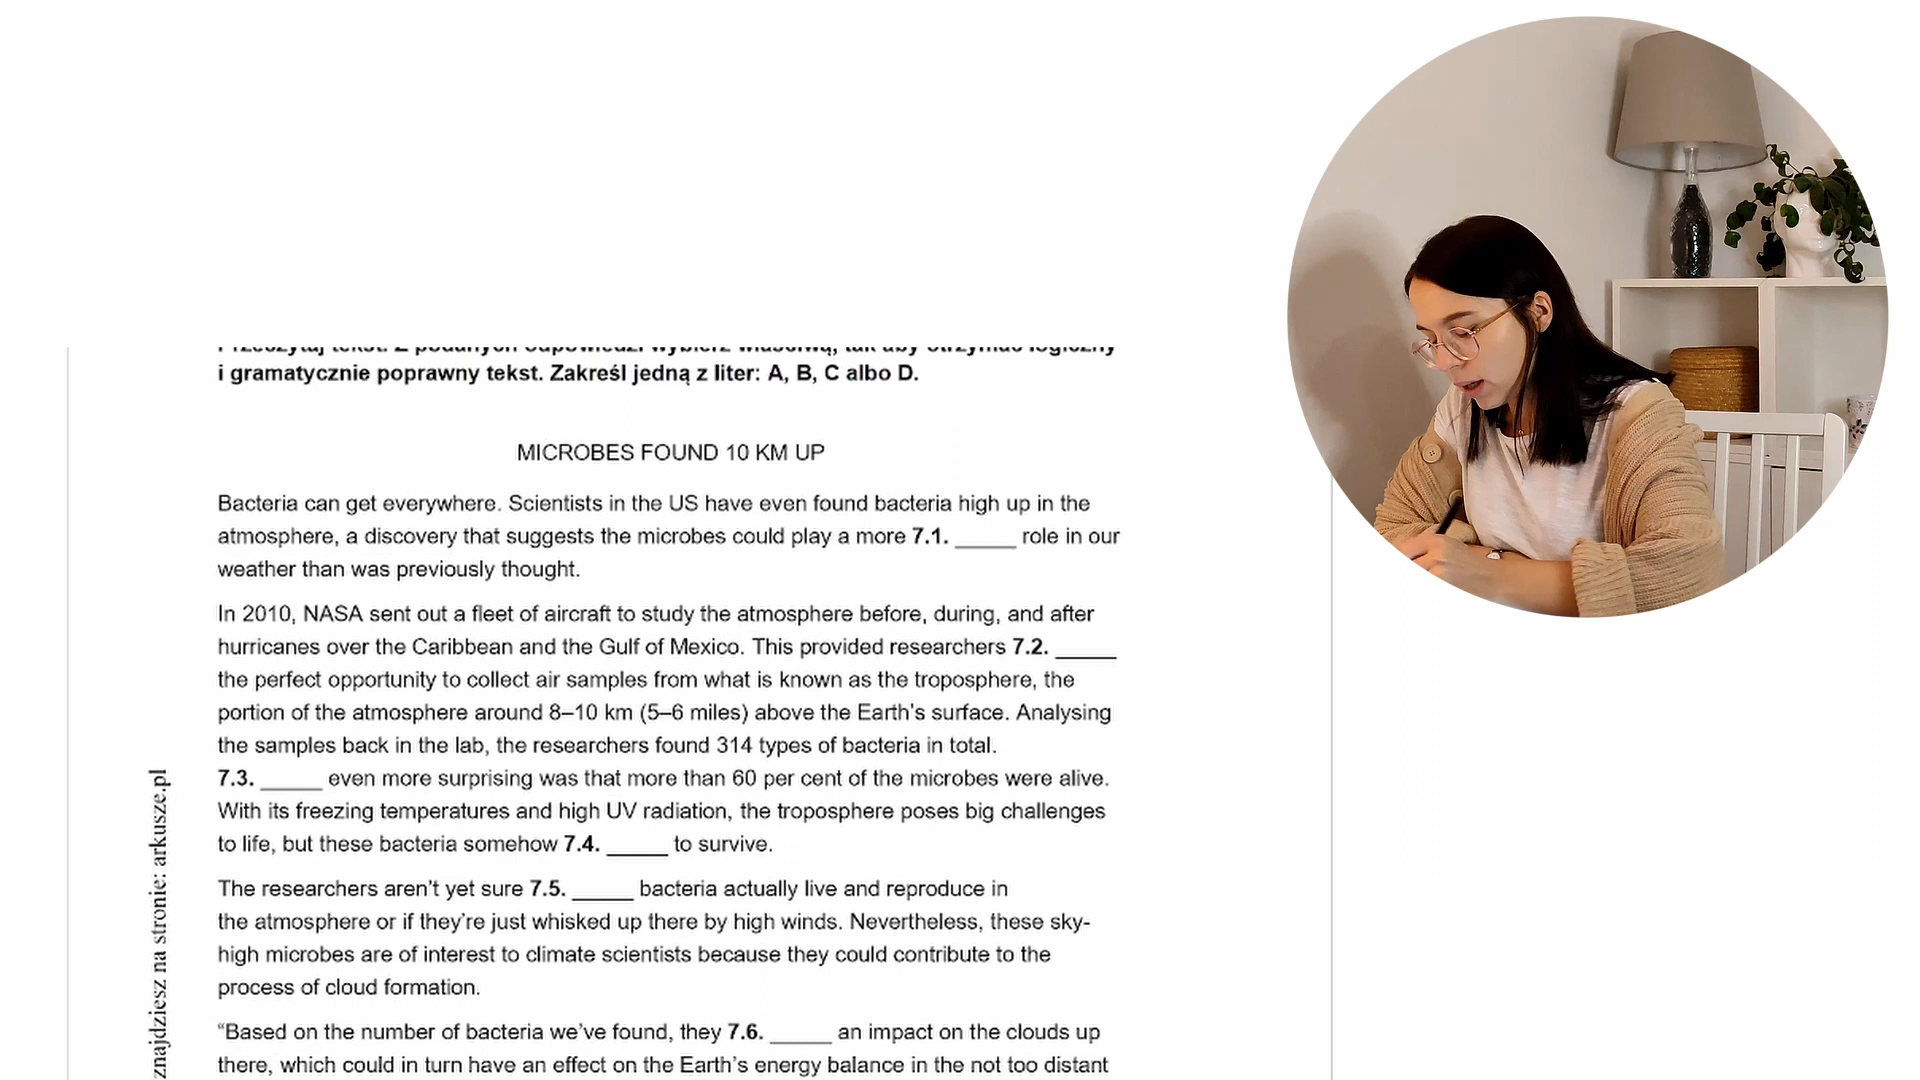 Przeczytaj tekst. Z podanych odpowiedzi wybierz właściwą, tak aby otrzymać logiczny
i gramatycznie poprawny tekst. Zakreśl jedną z liter: A, B, C albo D.
MICROBES FOUND 10 KM UP
Bacteria can get everywhere. Scientists in the US have even found bacteria high up in the
atmosphere, a discovery that suggests the microbes could play a more 7.1. _____ role in our
weather than was previously thought.
In 2010, NASA sent out a fleet of aircraft to study the atmosphere before, during, and after
hurricanes over the Caribbean and the Gulf of Mexico. This provided researchers 7.2. _____
the perfect opportunity to collect air samples from what is known as the troposphere, the
portion of the atmosphere around 8–10 km (5–6 miles) above the Earth's surface. Analysing
the samples back in the lab, the researchers found 314 types of bacteria in total.
7.3. _____ even more surprising was that more than 60 per cent of the microbes were alive.
With its freezing temperatures and high UV radiation, the troposphere poses big challenges
to life, but these bacteria somehow 7.4. _____ to survive.
The researchers aren't yet sure 7.5. _____ bacteria actually live and reproduce in
the atmosphere or if they're just whisked up there by high winds. Nevertheless, these sky-
high microbes are of interest to climate scientists because they could contribute to the
process of cloud formation.
“Based on the number of bacteria we've found, they 7.6. _____ an impact on the clouds up
there, which could in turn have an effect on the Earth's energy balance in the not too distant
znajdziesz na stronie: arkusze.pl